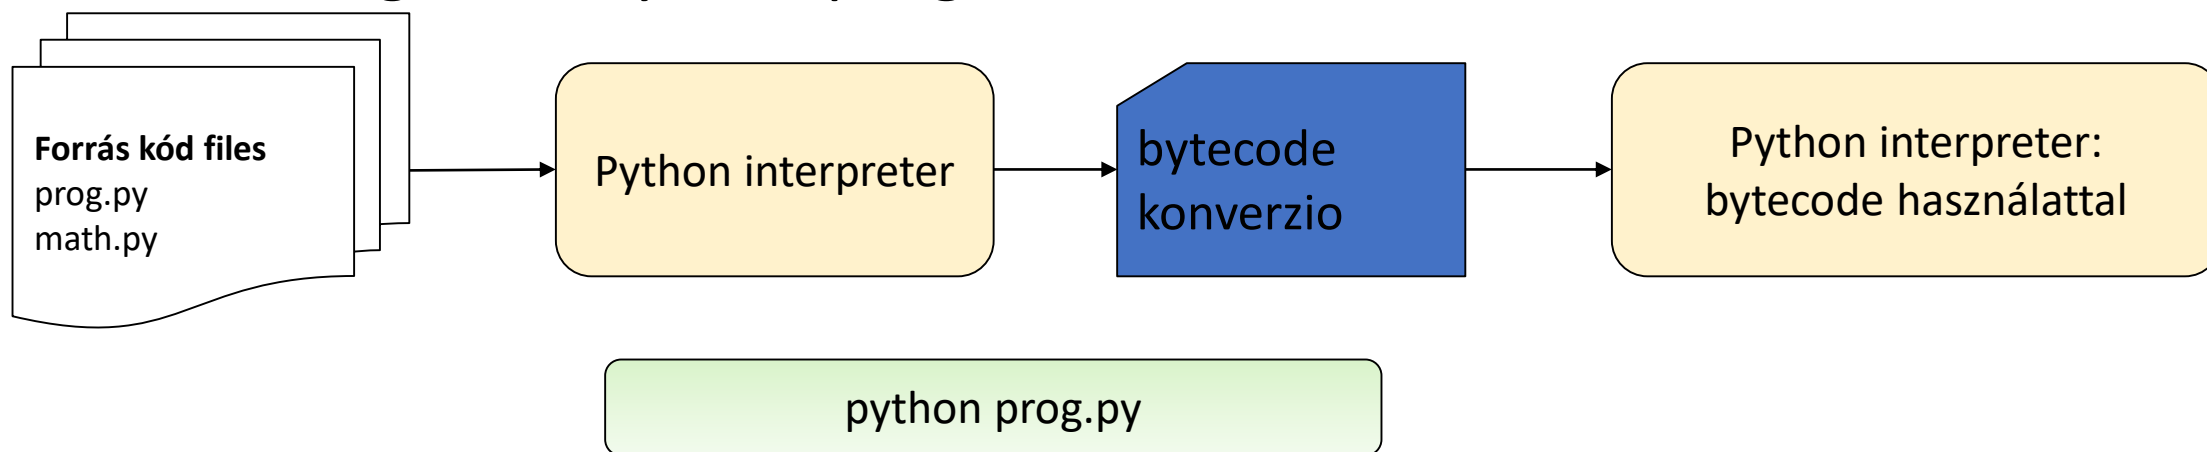 Forrás kód files
prog.py
math.py
Python interpreter
bytecode
konverzio
Python interpreter:
bytecode használattal
python prog.py